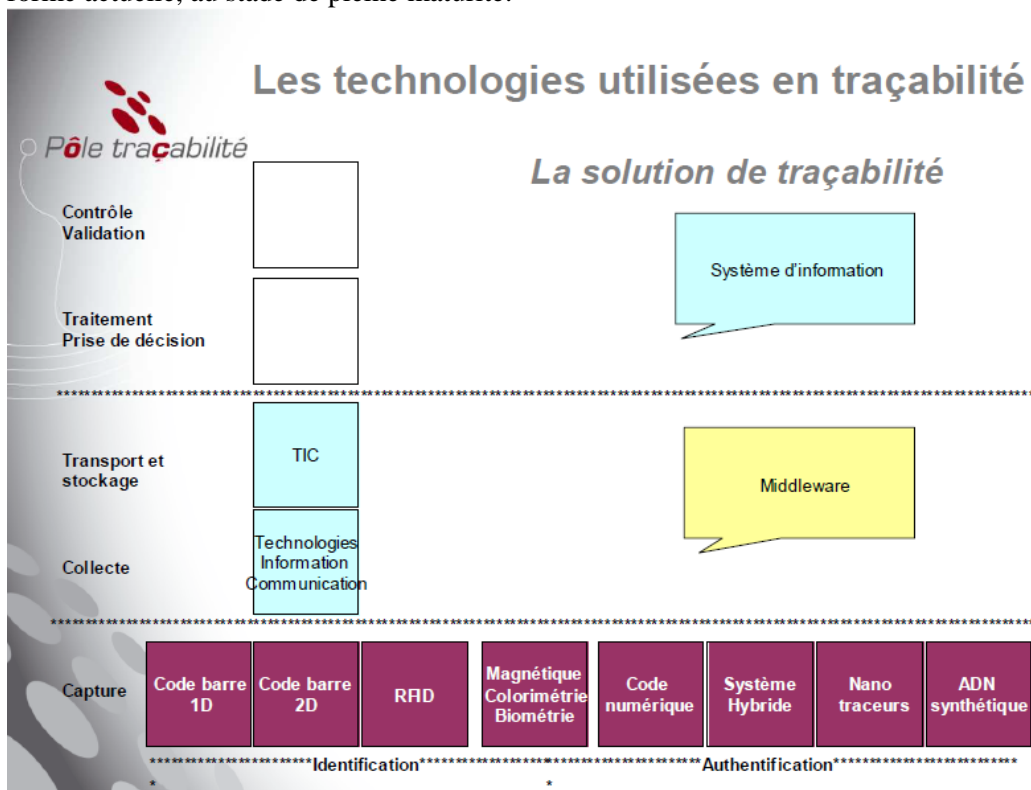 forme actuelle, au stade de pleine maturité.
Les technologies utilisées en traçabilité
Pôle traçabilité
La solution de traçabilité
Contrôle
Validation
Système d'information
Traitement
Prise de décision
Transport et
stockage
TIC
Middleware
Collecte
Technologies
Information
Communication
Capture
Code barre
1D
Code barre
2D
RFID
Magnétique
Colorimétrie
Biométrie
Code
numérique
Système
Hybride
Nano
traceurs
ADN
synthétique
Identification
Authentification